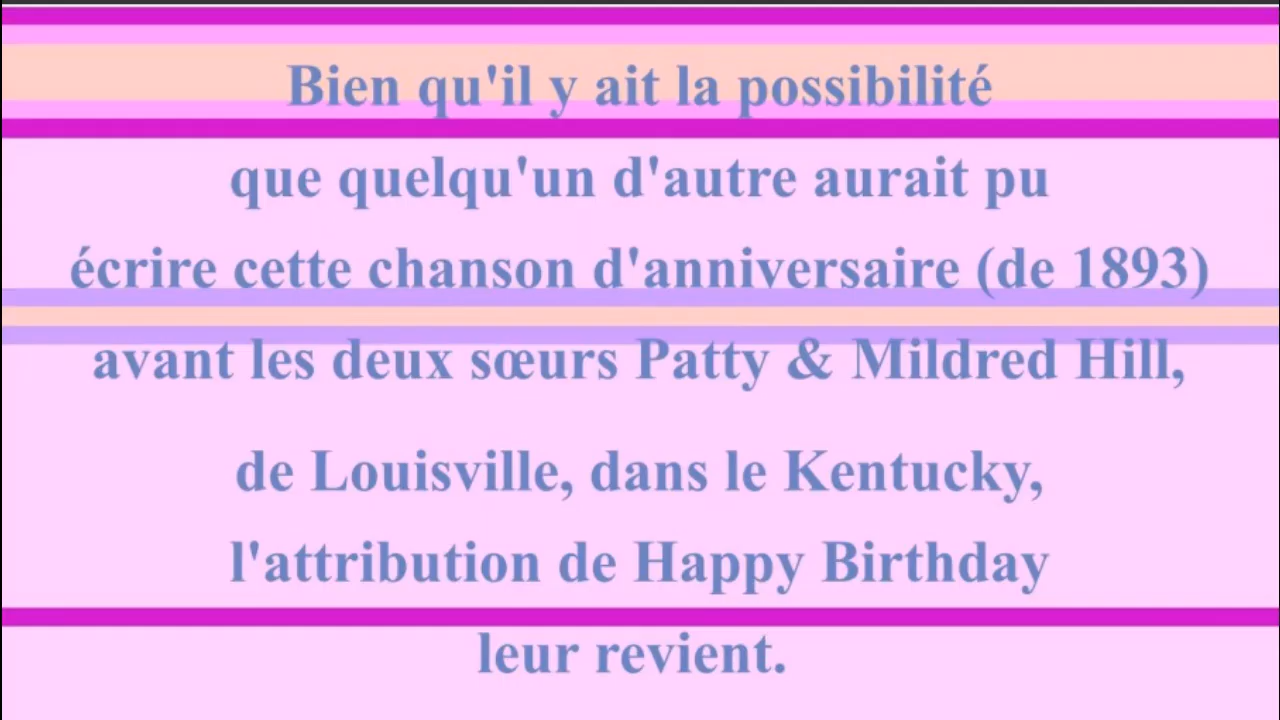 Bien qu'il y ait la possibilité
que quelqu'un d'autre aurait pu
écrire cette chanson d'anniversaire (de 1893)
avant les deux sœurs Patty & Mildred Hill,
de Louisville, dans le Kentucky,
l'attribution de Happy Birthday
leur revient.